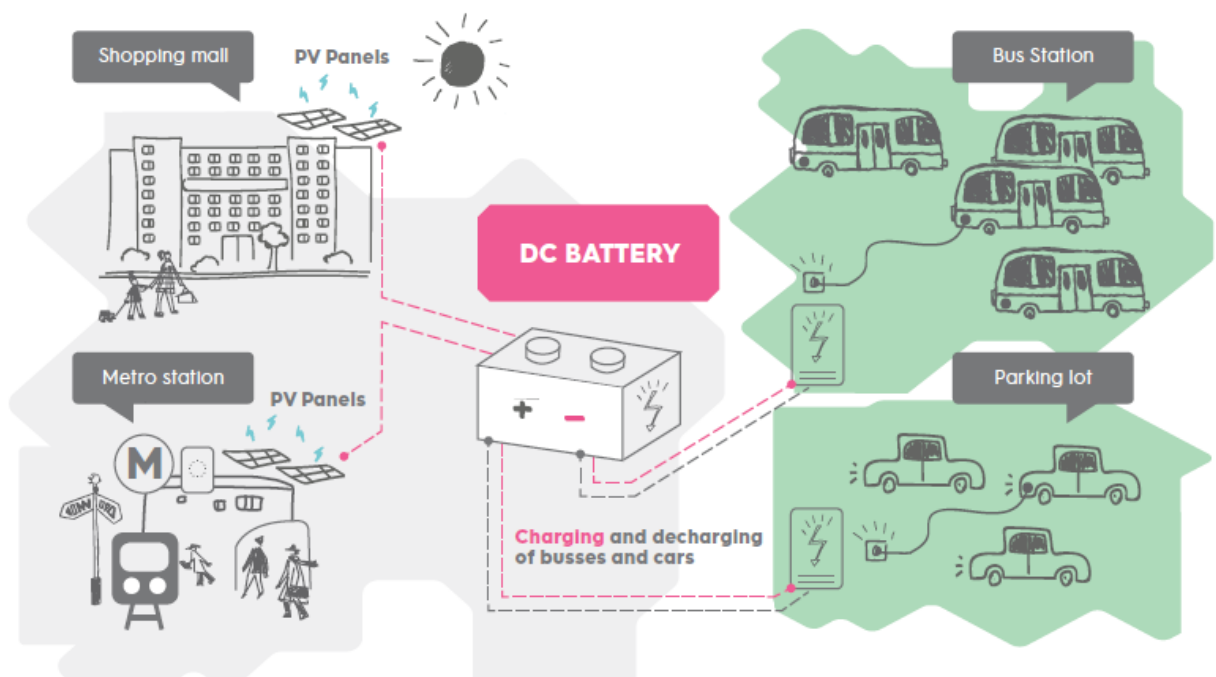 Shopping mall
PV Panels
Bus Station
DC BATTERY
Metro station
PV Panels
M
Parking lot
Charging and decharging
of busses and cars